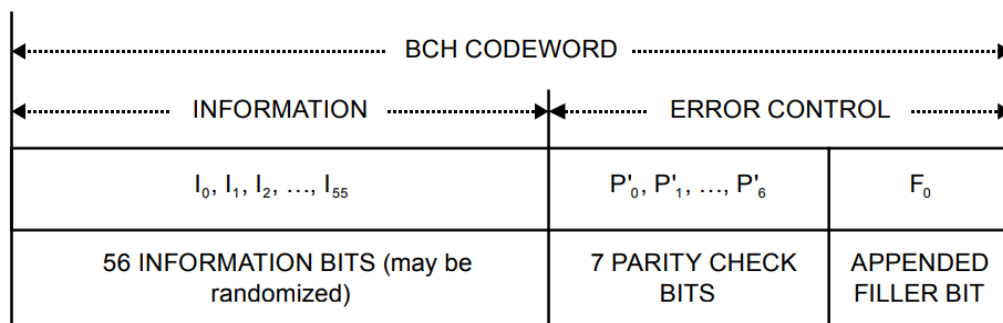 BCH CODEWORD
INFORMATION ERROR CONTROL
I₀, I₁, I₂, …, I₅₅ P'₀, P'₁, …, P'₆ F₀
56 INFORMATION BITS (may be randomized) 7 PARITY CHECK BITS APPENDED FILLER BIT